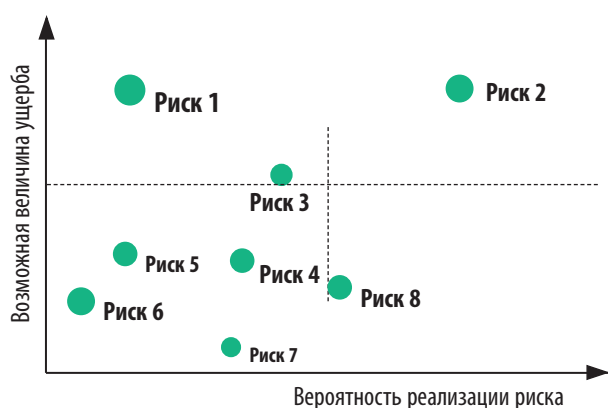 Возможная величина ущерба
Риск 1
Риск 2
Риск 3
Риск 5
Риск 4
Риск 6
Риск 8
Риск 7
Вероятность реализации риска